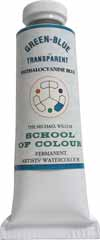 GREEN-BLUE
TRANSPARENT
PHTHALOCYANINE BLUE
THE MICHAEL WILCOX
SCHOOL
OF COLOUR
PERMANENT
ARTISTS' WATERCOLOUR